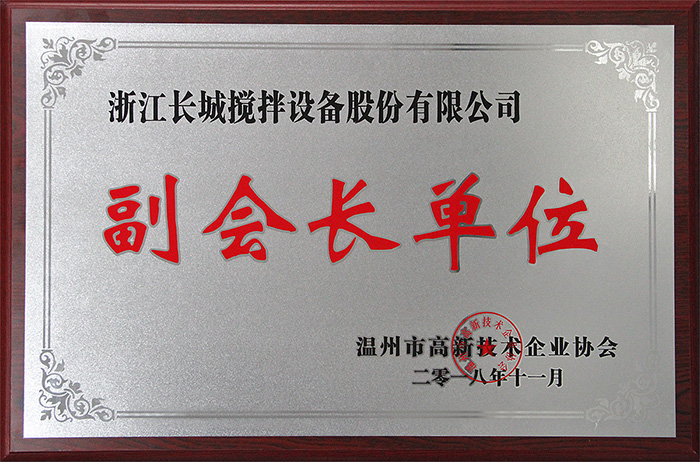 浙江长城搅拌设备股份有限公司
副会长单位
温州市高新技术企业协会
二零一八年十一月